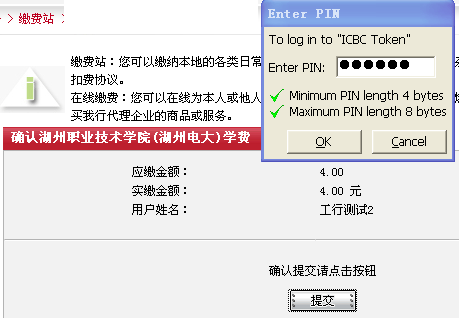 > 缴费站 >
缴费站：您可以缴纳本地的各类日常
扣费协议。
在线缴费：您可以在线为本人或他人
买我行代理企业的商品或服务。
Enter PIN
To log in to "ICBC Token"
Enter PIN: ●●●●●●
Minimum PIN length 4 bytes
Maximum PIN length 8 bytes
OK Cancel
确认湖州职业技术学院(湖州电大)学费
应缴金额： 4.00
实缴金额： 4.00 元
用户姓名： 工行测试2
确认提交请点击按钮
提交